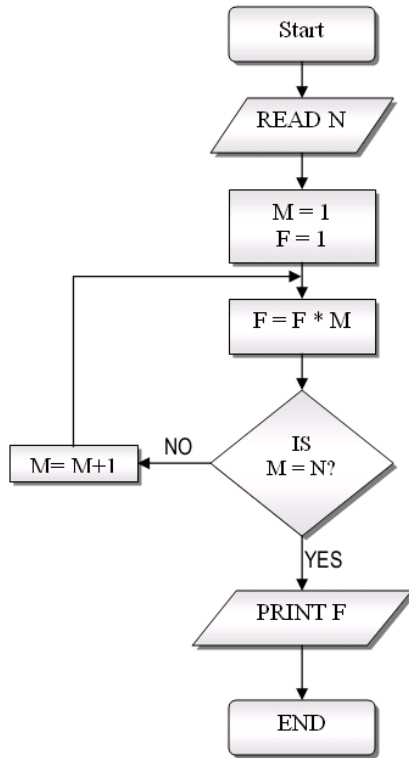 Start
READ N
M = 1
F = 1
F = F * M
IS
M = N?
NO
M= M+1
YES
PRINT F
END